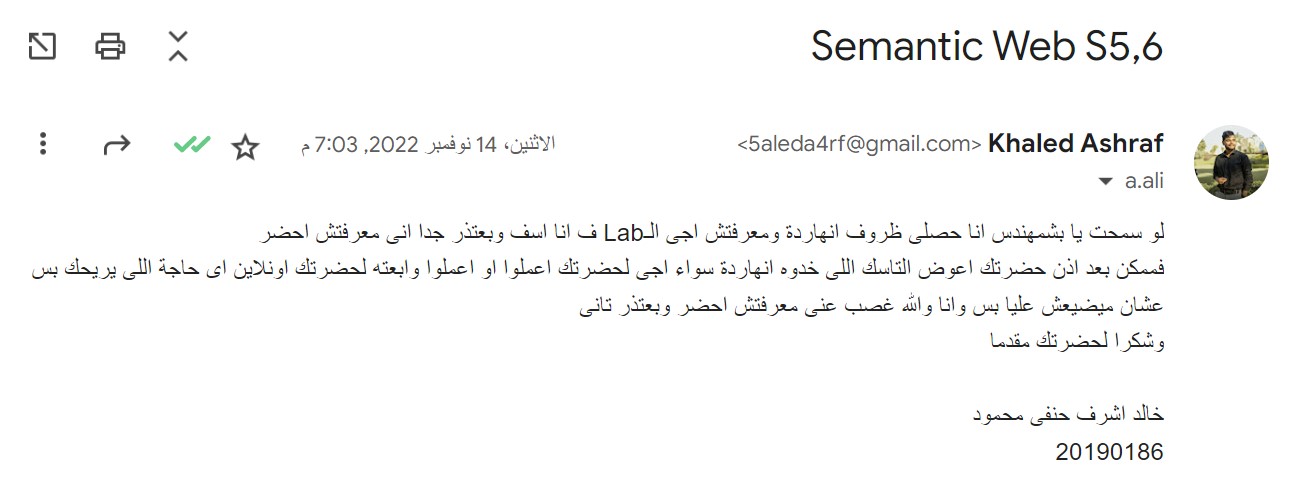 Semantic Web S5,6
Khaled Ashraf <5aleda4rf@gmail.com>
الاثنين، 14 نوفمبر 2022, 7:03 م
a.ali
لو سمحت يا بشمهندس انا حصلى ظروف انهاردة ومعرفتش اجى الـLab ف انا اسف وبعتذر جدا انى معرفتش احضر
فممكن بعد اذن حضرتك اعوض التاسك اللى خدوه انهاردة سواء اجى لحضرتك اعملوا او اعملوا وابعته لحضرتك اونلاين اى حاجة اللى يريحك بس
عشان ميضيعش عليا بس وانا والله غصب عنى معرفتش احضر وبعتذر تانى
وشكرا لحضرتك مقدما
خالد اشرف حنفى محمود
20190186